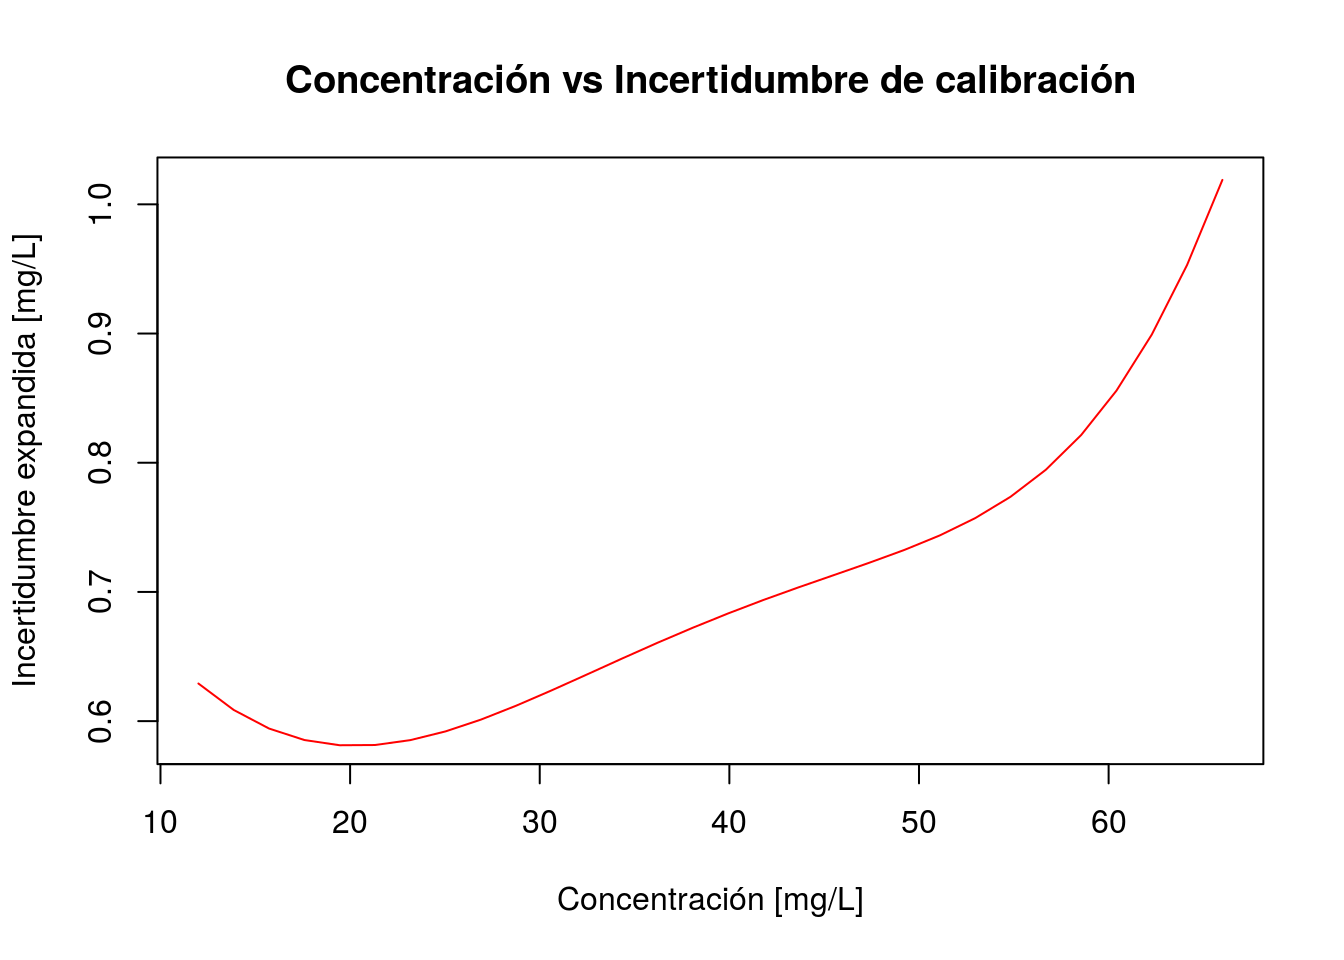 Concentración vs Incertidumbre de calibración
Incertidumbre expandida [mg/L]
1.0
0.9
0.8
0.7
0.6
10 20 30 40 50 60
Concentración [mg/L]